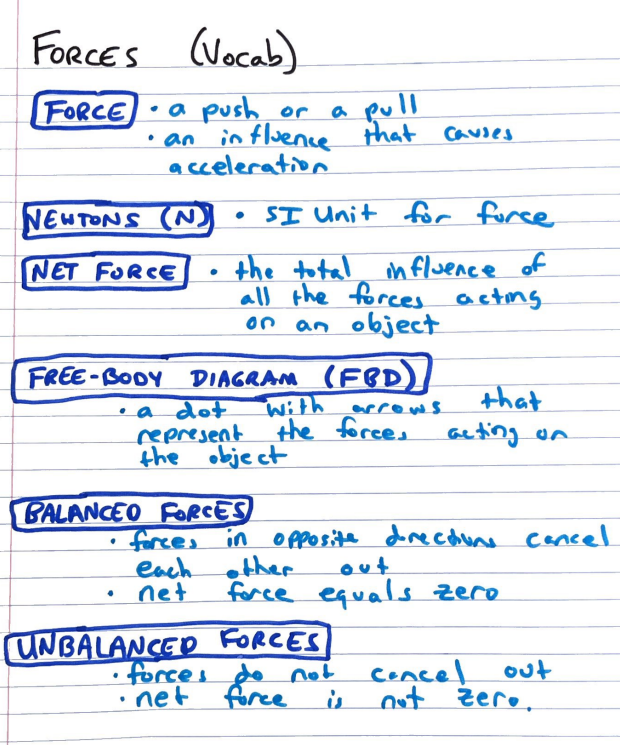 FORCES (Vocab)
FORCE • a push or a pull
• an influence that causes
acceleration
NEWTONS (N) • SI Unit for force
NET FORCE • the total influence of
all the forces acting
on an object
FREE-BODY DIAGRAM (FBD)
• a dot with arrows that
represent the forces acting on
the object
BALANCED FORCES
• forces in opposite directions cancel
each other out
• net force equals zero
UNBALANCED FORCES
• forces do not cancel out
• net force is not zero.